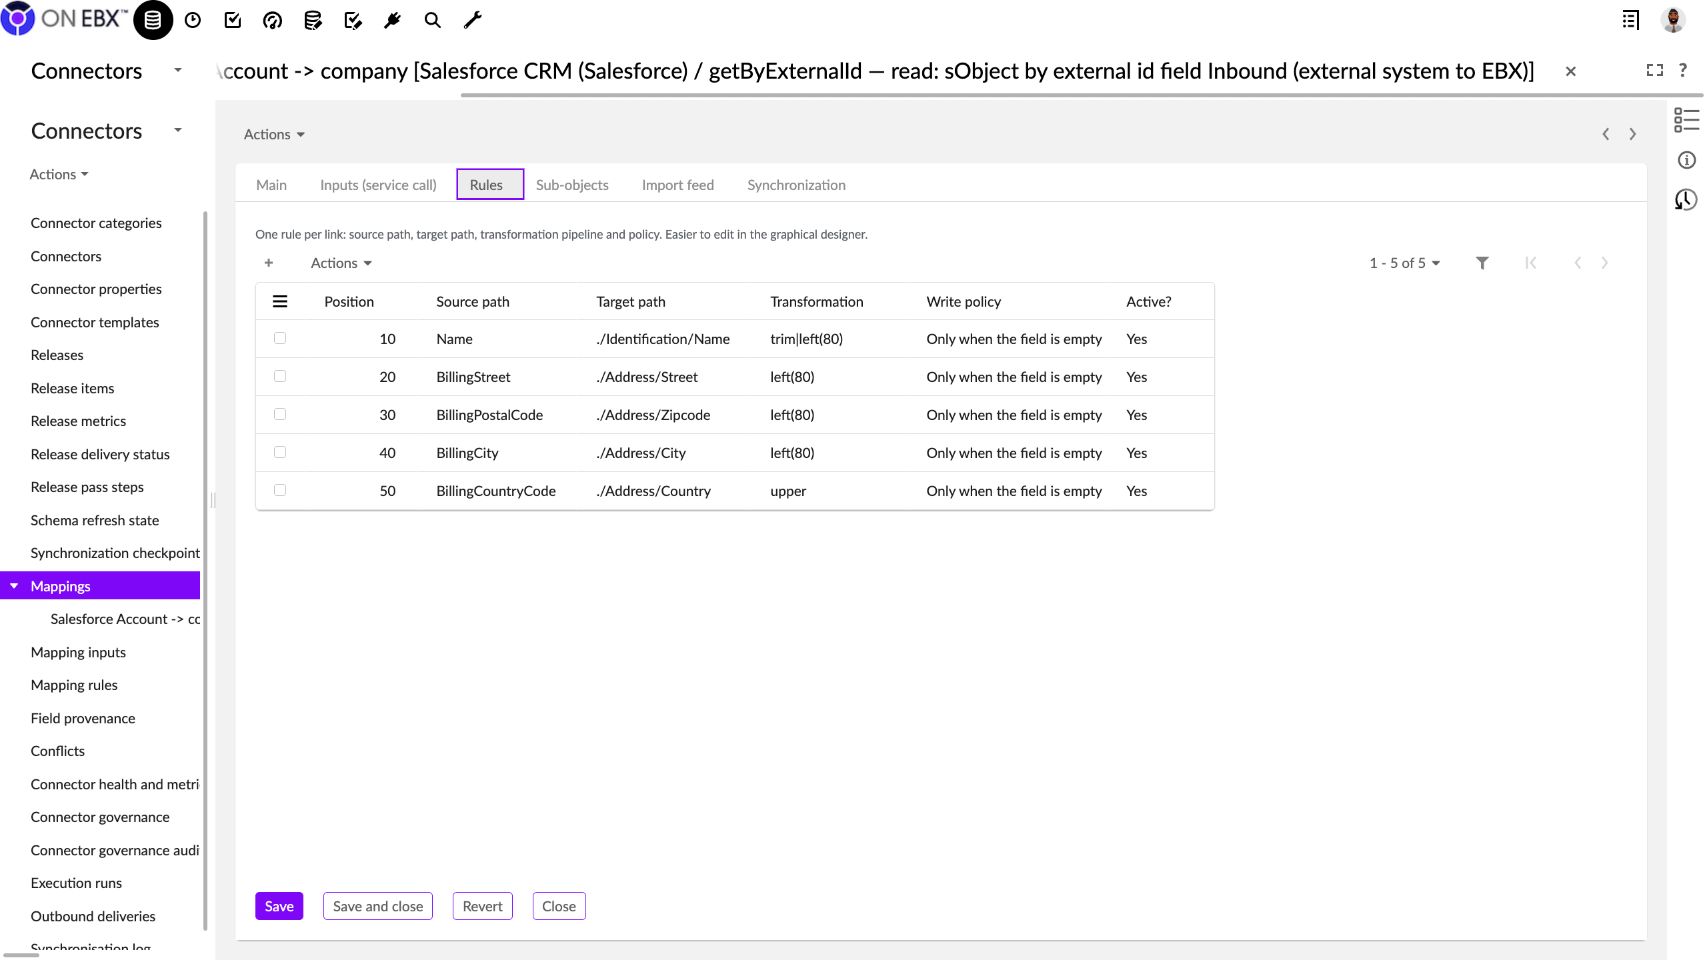 ON EBX™
Connectors
ccount -> company [Salesforce CRM (Salesforce) / getByExternalId — read: sObject by external id field Inbound (external system to EBX)]
?
Connectors
Actions
Connector categories
Connectors
Connector properties
Connector templates
Releases
Release items
Release metrics
Release delivery status
Release pass steps
Schema refresh state
Synchronization checkpoint
Mappings
Salesforce Account -> cc
Mapping inputs
Mapping rules
Field provenance
Conflicts
Connector health and metri
Connector governance
Connector governance audi
Execution runs
Outbound deliveries
Synchronisation log
Actions
Main Inputs (service call) Rules Sub-objects Import feed Synchronization
One rule per link: source path, target path, transformation pipeline and policy. Easier to edit in the graphical designer.
+ Actions 1 - 5 of 5
Position Source path Target path Transformation Write policy Active?
10 Name ./Identification/Name trim|left(80) Only when the field is empty Yes
20 BillingStreet ./Address/Street left(80) Only when the field is empty Yes
30 BillingPostalCode ./Address/Zipcode left(80) Only when the field is empty Yes
40 BillingCity ./Address/City left(80) Only when the field is empty Yes
50 BillingCountryCode ./Address/Country upper Only when the field is empty Yes
Save Save and close Revert Close